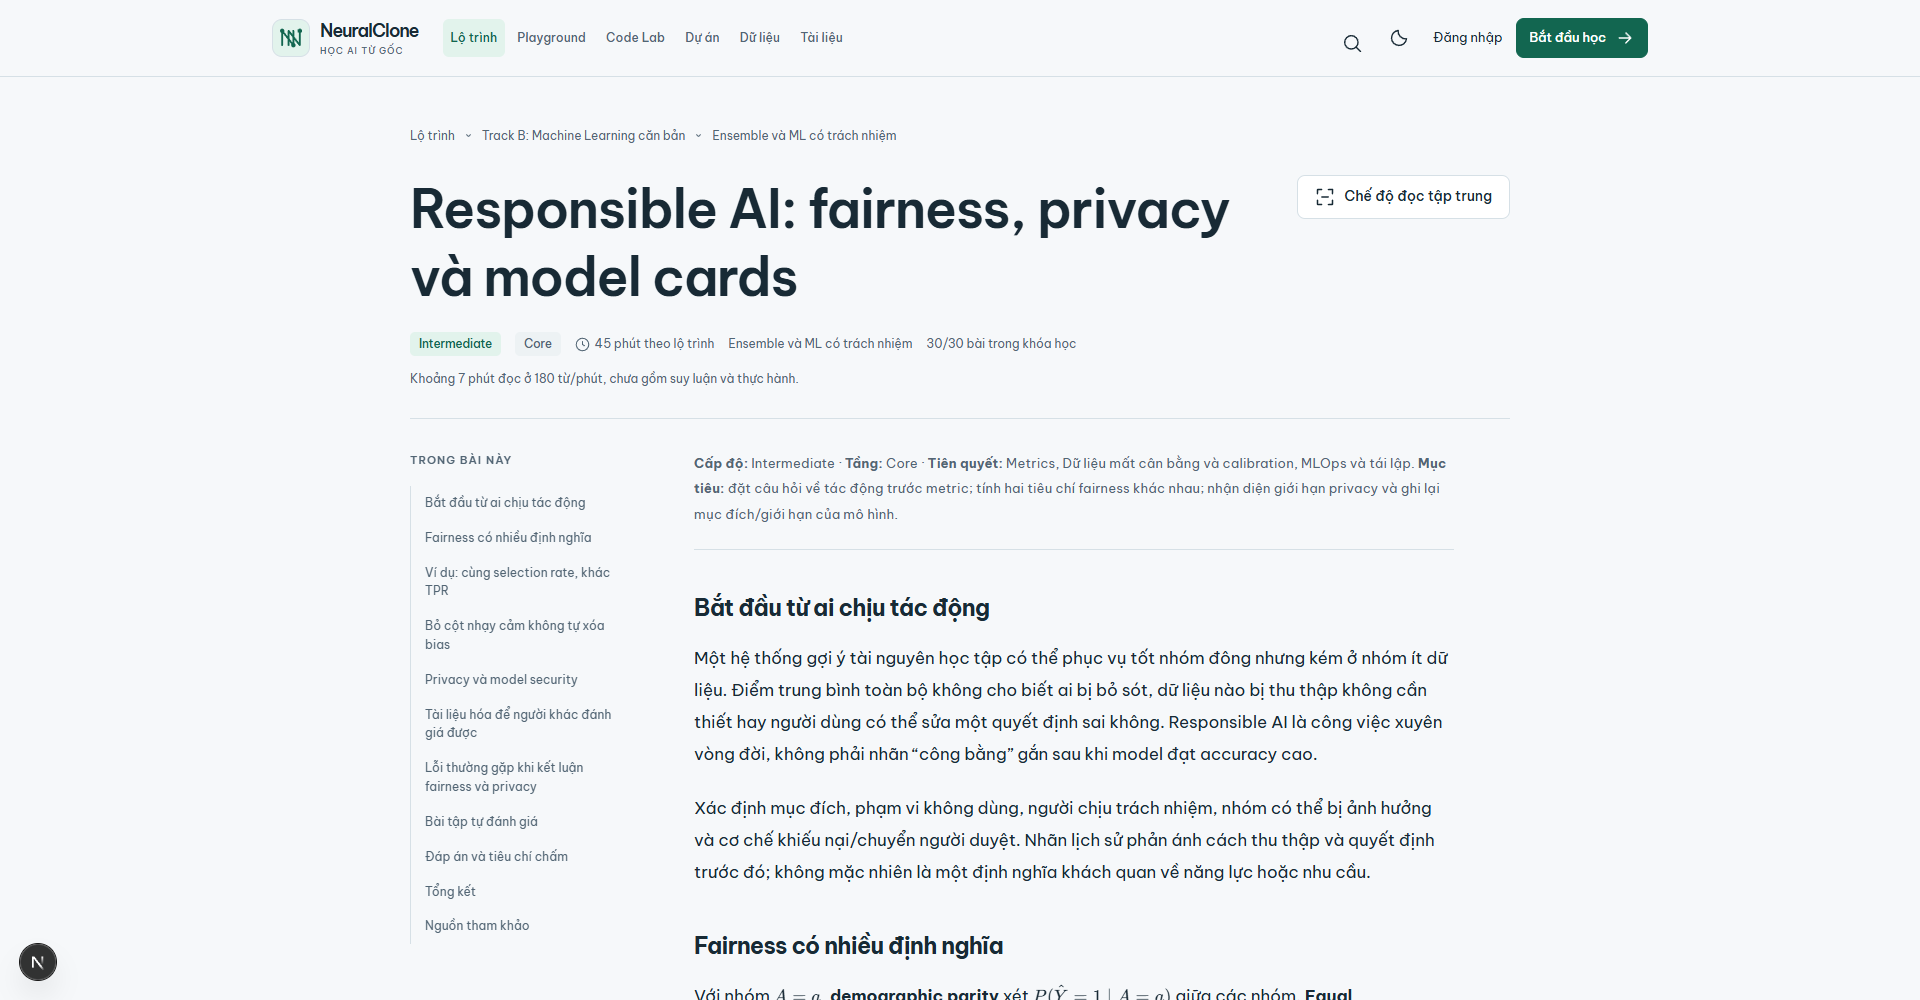 NeuralClone
HỌC AI TỪ GỐC
Lộ trình
Playground
Code Lab
Dự án
Dữ liệu
Tài liệu
Đăng nhập
Bắt đầu học
Lộ trình
Track B: Machine Learning căn bản
Ensemble và ML có trách nhiệm
Responsible AI: fairness, privacy
và model cards
Chế độ đọc tập trung
Intermediate
Core
45 phút theo lộ trình
Ensemble và ML có trách nhiệm
30/30 bài trong khóa học
Khoảng 7 phút đọc ở 180 từ/phút, chưa gồm suy luận và thực hành.
TRONG BÀI NÀY
Bắt đầu từ ai chịu tác động
Fairness có nhiều định nghĩa
Ví dụ: cùng selection rate, khác
TPR
Bỏ cột nhạy cảm không tự xóa
bias
Privacy và model security
Tài liệu hóa để người khác đánh
giá được
Lỗi thường gặp khi kết luận
fairness và privacy
Bài tập tự đánh giá
Đáp án và tiêu chí chấm
Tổng kết
Nguồn tham khảo
Cấp độ: Intermediate · Tầng: Core · Tiên quyết: Metrics, Dữ liệu mất cân bằng và calibration, MLOps và tái lập. Mục
tiêu: đặt câu hỏi về tác động trước metric; tính hai tiêu chí fairness khác nhau; nhận diện giới hạn privacy và ghi lại
mục đích/giới hạn của mô hình.
Bắt đầu từ ai chịu tác động
Một hệ thống gợi ý tài nguyên học tập có thể phục vụ tốt nhóm đông nhưng kém ở nhóm ít dữ
liệu. Điểm trung bình toàn bộ không cho biết ai bị bỏ sót, dữ liệu nào bị thu thập không cần
thiết hay người dùng có thể sửa một quyết định sai không. Responsible AI là công việc xuyên
vòng đời, không phải nhãn “công bằng” gắn sau khi model đạt accuracy cao.
Xác định mục đích, phạm vi không dùng, người chịu trách nhiệm, nhóm có thể bị ảnh hưởng
và cơ chế khiếu nại/chuyển người duyệt. Nhãn lịch sử phản ánh cách thu thập và quyết định
trước đó; không mặc nhiên là một định nghĩa khách quan về năng lực hoặc nhu cầu.
Fairness có nhiều định nghĩa
Với nhóm A = a, demographic parity xét P(Ŷ = 1 | A = a) giữa các nhóm. Equal